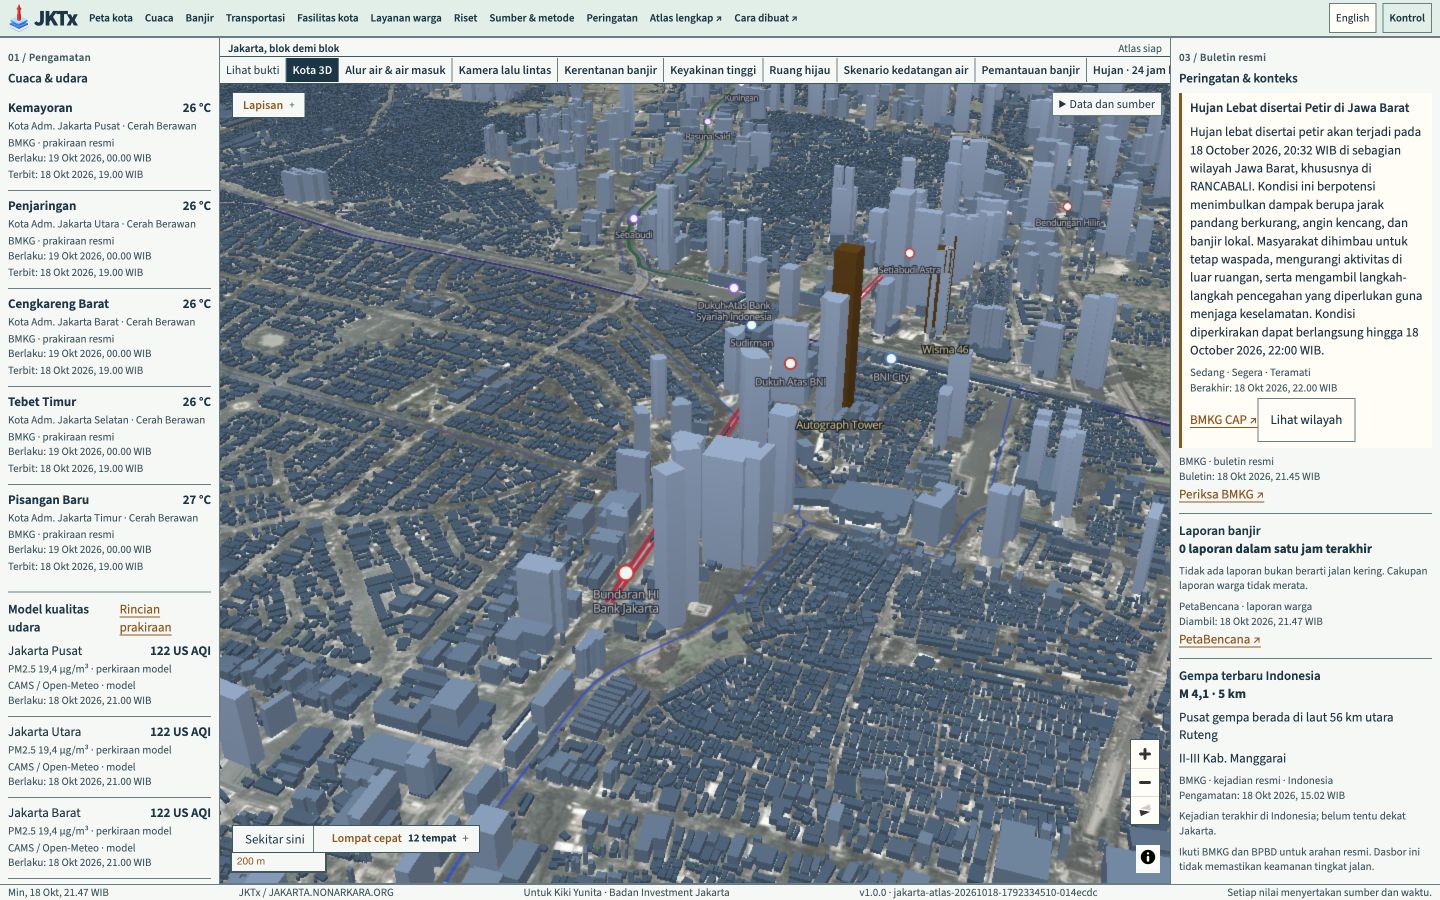 JKTx
Peta kota
Cuaca
Banjir
Transportasi
Fasilitas kota
Layanan warga
Riset
Sumber & metode
Peringatan
Atlas lengkap ↗
Cara dibuat ↗
English
Kontrol
01 / Pengamatan
Cuaca & udara
Kemayoran 26 °C
Kota Adm. Jakarta Pusat · Cerah Berawan
BMKG · prakiraan resmi
Berlaku: 19 Okt 2026, 00.00 WIB
Terbit: 18 Okt 2026, 19.00 WIB
Penjaringan 26 °C
Kota Adm. Jakarta Utara · Cerah Berawan
BMKG · prakiraan resmi
Berlaku: 19 Okt 2026, 00.00 WIB
Terbit: 18 Okt 2026, 19.00 WIB
Cengkareng Barat 26 °C
Kota Adm. Jakarta Barat · Cerah Berawan
BMKG · prakiraan resmi
Berlaku: 19 Okt 2026, 00.00 WIB
Terbit: 18 Okt 2026, 19.00 WIB
Tebet Timur 26 °C
Kota Adm. Jakarta Selatan · Cerah Berawan
BMKG · prakiraan resmi
Berlaku: 19 Okt 2026, 00.00 WIB
Terbit: 18 Okt 2026, 19.00 WIB
Pisangan Baru 27 °C
Kota Adm. Jakarta Timur · Cerah Berawan
BMKG · prakiraan resmi
Berlaku: 19 Okt 2026, 00.00 WIB
Terbit: 18 Okt 2026, 19.00 WIB
Model kualitas
udara
Rincian
prakiraan
Jakarta Pusat 122 US AQI
PM2.5 19,4 µg/m³ · perkiraan model
CAMS / Open-Meteo · model
Berlaku: 18 Okt 2026, 21.00 WIB
Jakarta Utara 122 US AQI
PM2.5 19,4 µg/m³ · perkiraan model
CAMS / Open-Meteo · model
Berlaku: 18 Okt 2026, 21.00 WIB
Jakarta Barat 122 US AQI
PM2.5 19,4 µg/m³ · perkiraan model
CAMS / Open-Meteo · model
Berlaku: 18 Okt 2026, 21.00 WIB
Jakarta, blok demi blok
Atlas siap
Lihat bukti
Kota 3D
Alur air & air masuk
Kamera lalu lintas
Kerentanan banjir
Keyakinan tinggi
Ruang hijau
Skenario kedatangan air
Pemantauan banjir
Hujan · 24 jam
Lapisan +
▶ Data dan sumber
Kuningan
Rasuna Said
Setiabudi
Bendungan Hilir
Setiabudi Astra
Dukuh Atas Bank
Syariah Indonesia
Sudirman
Wisma 46
BNI City
Dukuh Atas BNI
Autograph Tower
Bundaran HI
Bank Jakarta
Sekitar sini
Lompat cepat 12 tempat +
200 m
03 / Buletin resmi
Peringatan & konteks
Hujan Lebat disertai Petir di Jawa Barat
Hujan lebat disertai petir akan terjadi pada
18 October 2026, 20:32 WIB di sebagian
wilayah Jawa Barat, khususnya di
RANCABALI. Kondisi ini berpotensi
menimbulkan dampak berupa jarak
pandang berkurang, angin kencang, dan
banjir lokal. Masyarakat dihimbau untuk
tetap waspada, mengurangi aktivitas di
luar ruangan, serta mengambil langkah-
langkah pencegahan yang diperlukan guna
menjaga keselamatan. Kondisi
diperkirakan dapat berlangsung hingga 18
October 2026, 22:00 WIB.
Sedang · Segera · Teramati
Berakhir: 18 Okt 2026, 22.00 WIB
BMKG CAP ↗
Lihat wilayah
BMKG · buletin resmi
Buletin: 18 Okt 2026, 21.45 WIB
Periksa BMKG ↗
Laporan banjir
0 laporan dalam satu jam terakhir
Tidak ada laporan bukan berarti jalan kering. Cakupan
laporan warga tidak merata.
PetaBencana · laporan warga
Diambil: 18 Okt 2026, 21.47 WIB
PetaBencana ↗
Gempa terbaru Indonesia
M 4,1 · 5 km
Pusat gempa berada di laut 56 km utara
Ruteng
II-III Kab. Manggarai
BMKG · kejadian resmi · Indonesia
Pengamatan: 18 Okt 2026, 15.02 WIB
Kejadian terakhir di Indonesia; belum tentu dekat
Jakarta.
Ikuti BMKG dan BPBD untuk arahan resmi. Dasbor ini
tidak memastikan keamanan tingkat jalan.
Min, 18 Okt, 21.47 WIB
JKTx / JAKARTA.NONARKARA.ORG
Untuk Kiki Yunita · Badan Investment Jakarta
v1.0.0 · jakarta-atlas-20261018-1792334510-014ecdc
Setiap nilai menyertakan sumber dan waktu.